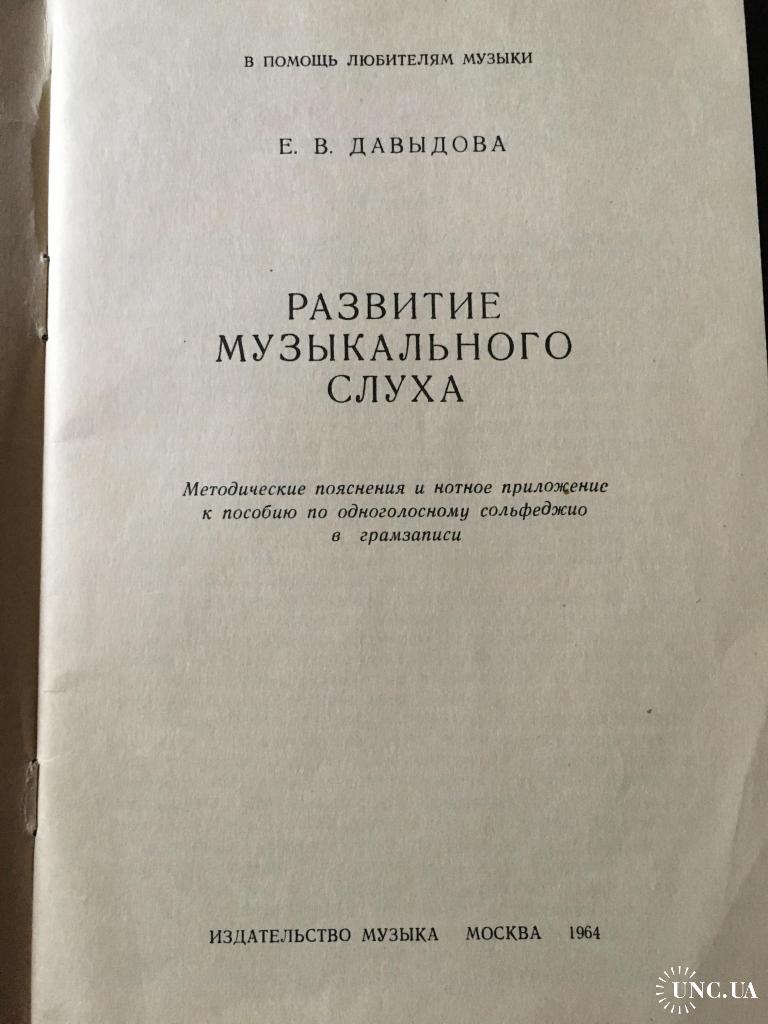 В ПОМОЩЬ ЛЮБИТЕЛЯМ МУЗЫКИ
Е. В. ДАВЫДОВА
РАЗВИТИЕ
МУЗЫКАЛЬНОГО
СЛУХА
Методические пояснения и нотное приложение
к пособию по одноголосному сольфеджио
в грамзаписи
ИЗДАТЕЛЬСТВО МУЗЫКА МОСКВА 1964
UNC.UA